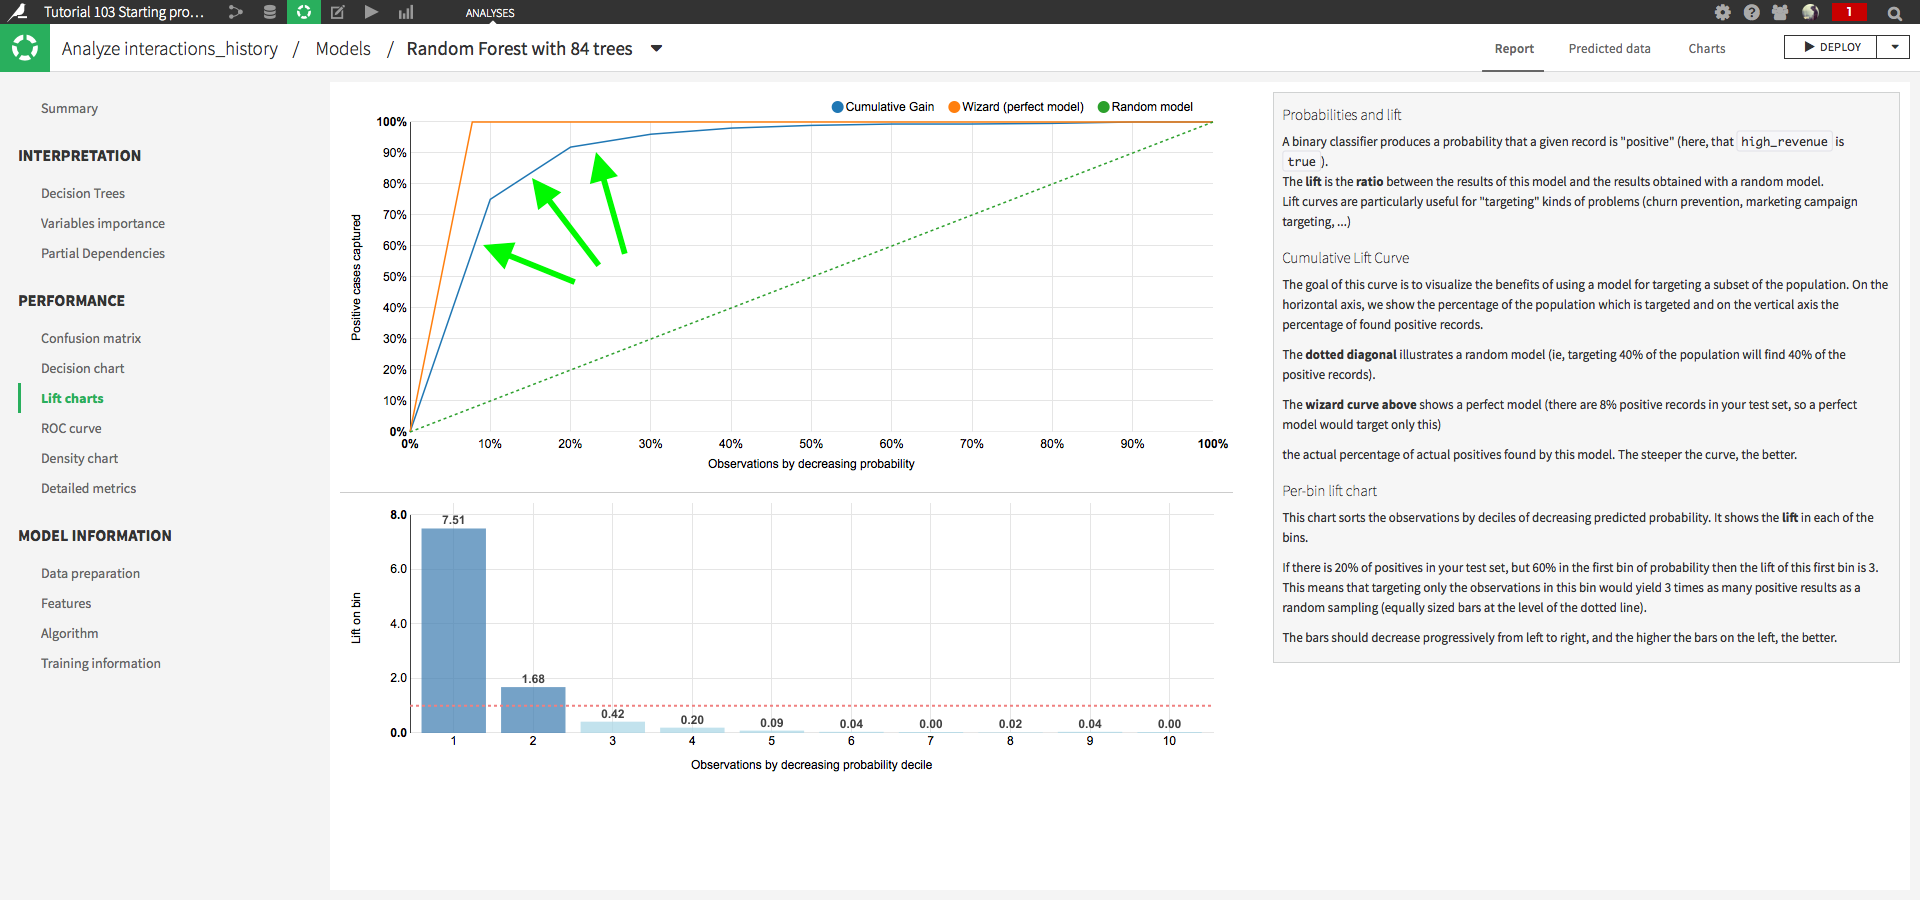 Tutorial 103 Starting pro...
ANALYSES
1
Analyze interactions_history / Models / Random Forest with 84 trees
Report
Predicted data
Charts
DEPLOY
Summary
INTERPRETATION
Decision Trees
Variables importance
Partial Dependencies
PERFORMANCE
Confusion matrix
Decision chart
Lift charts
ROC curve
Density chart
Detailed metrics
MODEL INFORMATION
Data preparation
Features
Algorithm
Training information
Cumulative Gain
Wizard (perfect model)
Random model
Positive cases captured
100%
90%
80%
70%
60%
50%
40%
30%
20%
10%
0%
0% 10% 20% 30% 40% 50% 60% 70% 80% 90% 100%
Observations by decreasing probability
Lift on bin
8.0
6.0
4.0
2.0
0.0
7.51 1.68 0.42 0.20 0.09 0.04 0.00 0.02 0.04 0.00
1 2 3 4 5 6 7 8 9 10
Observations by decreasing probability decile
Probabilities and lift
A binary classifier produces a probability that a given record is "positive" (here, that high_revenue is
true ).
The lift is the ratio between the results of this model and the results obtained with a random model.
Lift curves are particularly useful for "targeting" kinds of problems (churn prevention, marketing campaign
targeting, ...)
Cumulative Lift Curve
The goal of this curve is to visualize the benefits of using a model for targeting a subset of the population. On the
horizontal axis, we show the percentage of the population which is targeted and on the vertical axis the
percentage of found positive records.
The dotted diagonal illustrates a random model (ie, targeting 40% of the population will find 40% of the
positive records).
The wizard curve above shows a perfect model (there are 8% positive records in your test set, so a perfect
model would target only this)
the actual percentage of actual positives found by this model. The steeper the curve, the better.
Per-bin lift chart
This chart sorts the observations by deciles of decreasing predicted probability. It shows the lift in each of the
bins.
If there is 20% of positives in your test set, but 60% in the first bin of probability then the lift of this first bin is 3.
This means that targeting only the observations in this bin would yield 3 times as many positive results as a
random sampling (equally sized bars at the level of the dotted line).
The bars should decrease progressively from left to right, and the higher the bars on the left, the better.